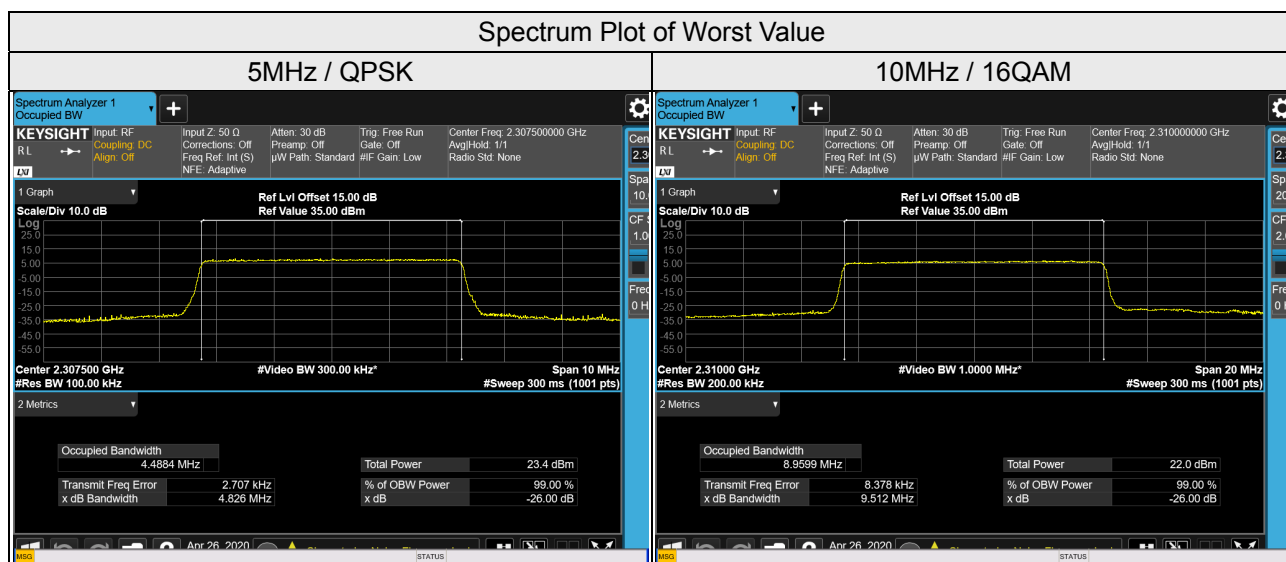 Spectrum Plot of Worst Value
5MHz / QPSK
10MHz / 16QAM
Spectrum Analyzer 1
Occupied BW
KEYSIGHT
RL
LXI
Input: RF
Coupling: DC
Align: Off
Input Z: 50 Ω
Corrections: Off
Freq Ref: Int (S)
NFE: Adaptive
Atten: 30 dB
Preamp: Off
µW Path: Standard
Trig: Free Run
Gate: Off
#IF Gain: Low
Center Freq: 2.307500000 GHz
Avg|Hold: 1/1
Radio Std: None
1 Graph
Scale/Div 10.0 dB
Ref Lvl Offset 15.00 dB
Ref Value 35.00 dBm
Log
25.0
15.0
5.00
-5.00
-15.0
-25.0
-35.0
-45.0
-55.0
Center 2.307500 GHz
#Res BW 100.00 kHz
#Video BW 300.00 kHz*
Span 10 MHz
#Sweep 300 ms (1001 pts)
2 Metrics
Occupied Bandwidth
4.4884 MHz
Total Power 23.4 dBm
Transmit Freq Error 2.707 kHz
% of OBW Power 99.00 %
x dB Bandwidth 4.826 MHz
x dB -26.00 dB
Apr 26, 2020
MSG
STATUS
Spectrum Analyzer 1
Occupied BW
KEYSIGHT
RL
LXI
Input: RF
Coupling: DC
Align: Off
Input Z: 50 Ω
Corrections: Off
Freq Ref: Int (S)
NFE: Adaptive
Atten: 30 dB
Preamp: Off
µW Path: Standard
Trig: Free Run
Gate: Off
#IF Gain: Low
Center Freq: 2.310000000 GHz
Avg|Hold: 1/1
Radio Std: None
1 Graph
Scale/Div 10.0 dB
Ref Lvl Offset 15.00 dB
Ref Value 35.00 dBm
Log
25.0
15.0
5.00
-5.00
-15.0
-25.0
-35.0
-45.0
-55.0
Center 2.31000 GHz
#Res BW 200.00 kHz
#Video BW 1.0000 MHz*
Span 20 MHz
#Sweep 300 ms (1001 pts)
2 Metrics
Occupied Bandwidth
8.9599 MHz
Total Power 22.0 dBm
Transmit Freq Error 8.378 kHz
% of OBW Power 99.00 %
x dB Bandwidth 9.512 MHz
x dB -26.00 dB
Apr 26, 2020
MSG
STATUS